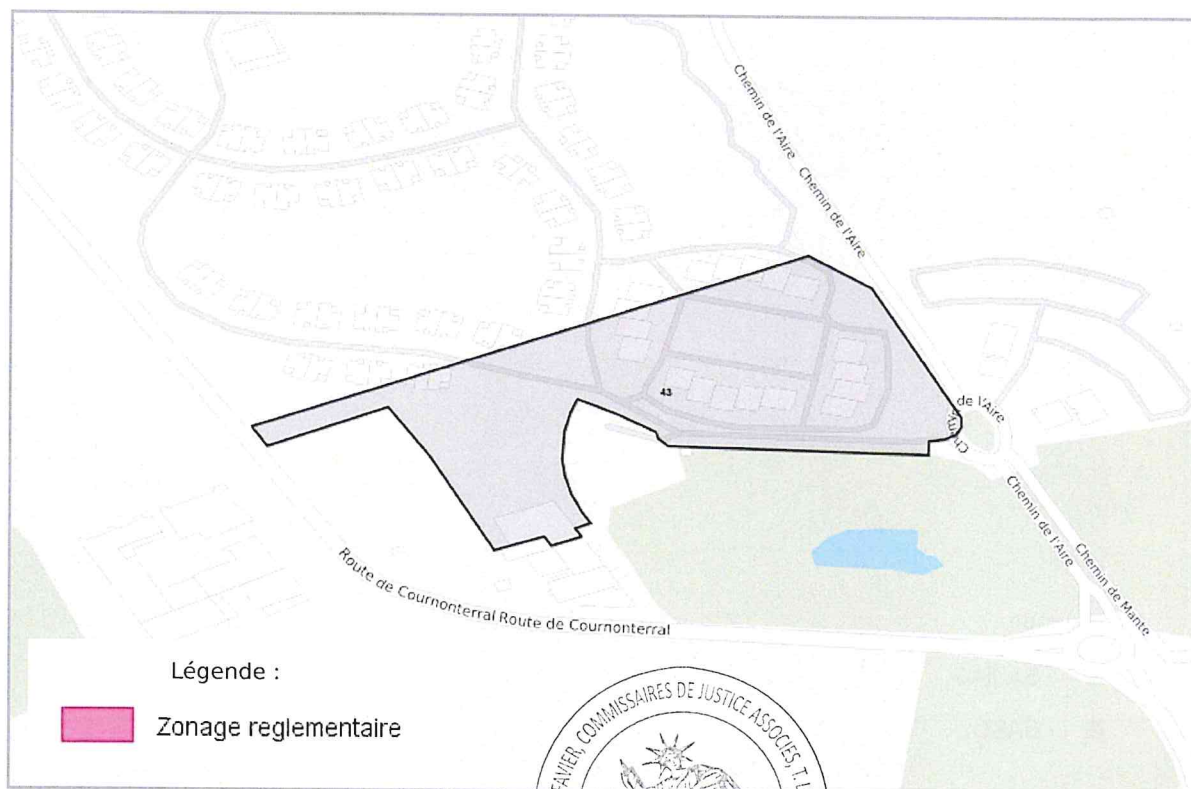 Chemin de l'Aire Chemin de l'Aire
43
de l'Aire
Chemin de l'Aire
Chemin de Mante
Route de Cournonterral Route de Cournonterral
Légende :
Zonage reglementaire
FAVIER, COMMISSAIRES DE JUSTICE ASSOCIES, T.